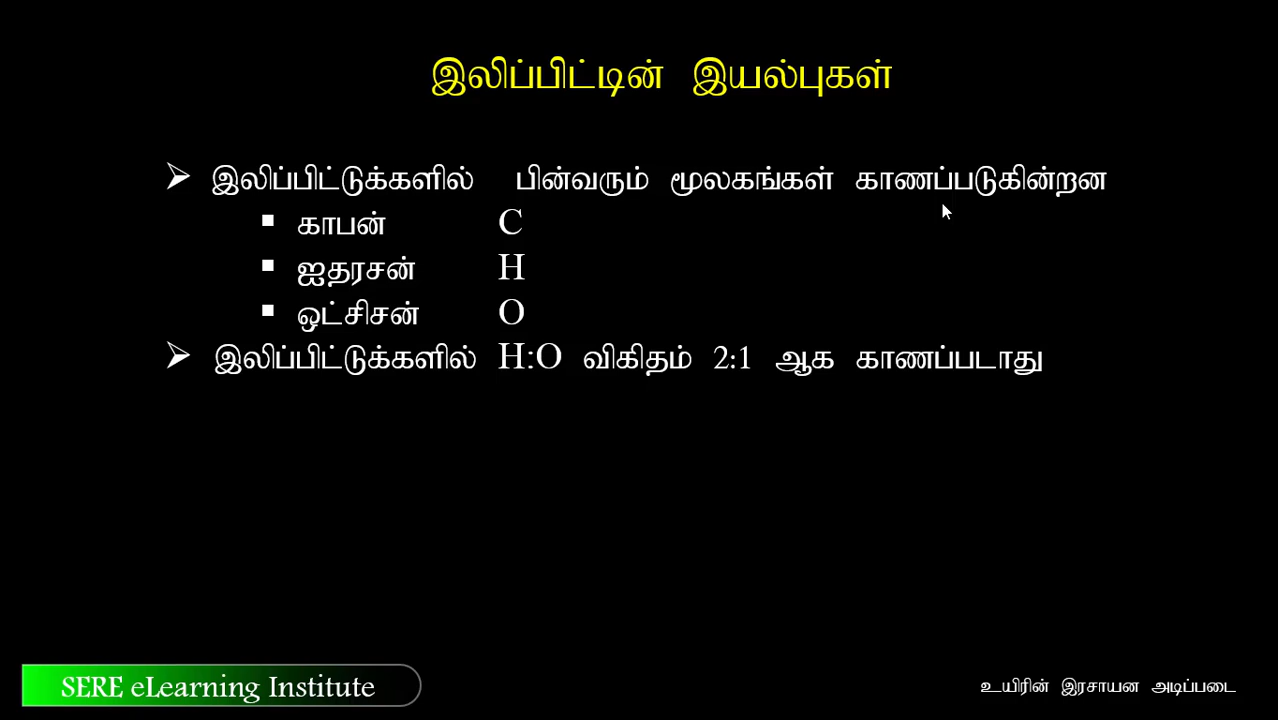 இலிப்பிட்டின் இயல்புகள்
➢ இலிப்பிட்டுக்களில் பின்வரும் மூலகங்கள் காணப்படுகின்றன
▪ காபன் C
▪ ஐதரசன் H
▪ ஒட்சிசன் O
➢ இலிப்பிட்டுக்களில் H:O விகிதம் 2:1 ஆக காணப்படாது
SERE eLearning Institute
உயிரின் இரசாயன அடிப்படை